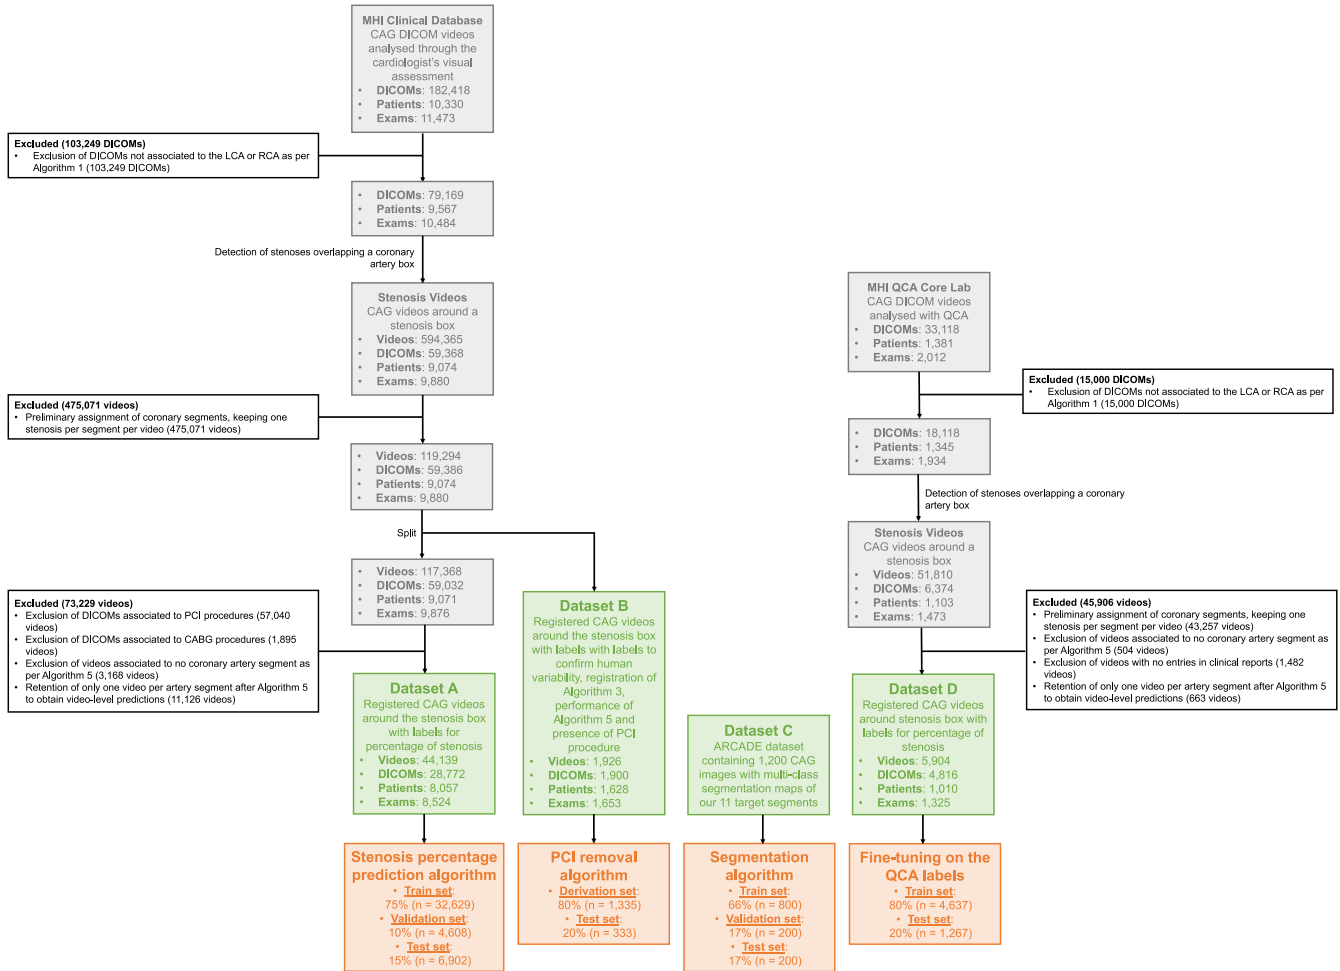 MHI Clinical Database
CAG DICOM videos
analysed through the
cardiologist's visual
assessment
• DICOMs: 182,418
• Patients: 10,330
• Exams: 11,473
Excluded (103,249 DICOMs)
• Exclusion of DICOMs not associated to the LCA or RCA as per
Algorithm 1 (103,249 DICOMs)
• DICOMs: 79,169
• Patients: 9,567
• Exams: 10,484
Detection of stenoses overlapping a coronary
artery box
Stenosis Videos
CAG videos around a
stenosis box
• Videos: 594,365
• DICOMs: 59,368
• Patients: 9,074
• Exams: 9,880
Excluded (475,071 videos)
• Preliminary assignment of coronary segments, keeping one
stenosis per segment per video (475,071 videos)
• Videos: 119,294
• DICOMs: 59,386
• Patients: 9,074
• Exams: 9,880
Split
• Videos: 117,368
• DICOMs: 59,032
• Patients: 9,071
• Exams: 9,876
Excluded (73,229 videos)
• Exclusion of DICOMs associated to PCI procedures (57,040
videos)
• Exclusion of DICOMs associated to CABG procedures (1,895
videos)
• Exclusion of videos associated to no coronary artery segment as
per Algorithm 5 (3,168 videos)
• Retention of only one video per artery segment after Algorithm 5
to obtain video-level predictions (11,126 videos)
Dataset A
Registered CAG videos
around the stenosis box
with labels for
percentage of stenosis
• Videos: 44,139
• DICOMs: 28,772
• Patients: 8,057
• Exams: 8,524
Dataset B
Registered CAG videos
around the stenosis box
with labels with labels to
confirm human
variability, registration of
Algorithm 3,
performance of
Algorithm 5 and
presence of PCI
procedure
• Videos: 1,926
• DICOMs: 1,900
• Patients: 1,628
• Exams: 1,653
Dataset C
ARCADE dataset
containing 1,200 CAG
images with multi-class
segmentation maps of
our 11 target segments
MHI QCA Core Lab
CAG DICOM videos
analysed with QCA
• DICOMs: 33,118
• Patients: 1,381
• Exams: 2,012
Excluded (15,000 DICOMs)
• Exclusion of DICOMs not associated to the LCA or RCA as per
Algorithm 1 (15,000 DICOMs)
• DICOMs: 18,118
• Patients: 1,345
• Exams: 1,934
Detection of stenoses overlapping a coronary
artery box
Stenosis Videos
CAG videos around a
stenosis box
• Videos: 51,810
• DICOMs: 6,374
• Patients: 1,103
• Exams: 1,473
Excluded (45,906 videos)
• Preliminary assignment of coronary segments, keeping one
stenosis per segment per video (43,257 videos)
• Exclusion of videos associated to no coronary artery segment as
per Algorithm 5 (504 videos)
• Exclusion of videos with no entries in clinical reports (1,482
videos)
• Retention of only one video per artery segment after Algorithm 5
to obtain video-level predictions (663 videos)
Dataset D
Registered CAG videos
around stenosis box with
labels for percentage of
stenosis
• Videos: 5,904
• DICOMs: 4,816
• Patients: 1,010
• Exams: 1,325
Stenosis percentage
prediction algorithm
• Train set:
75% (n = 32,629)
• Validation set:
10% (n = 4,608)
• Test set:
15% (n = 6,902)
PCI removal
algorithm
• Derivation set:
80% (n = 1,335)
• Test set:
20% (n = 333)
Segmentation
algorithm
• Train set:
66% (n = 800)
• Validation set:
17% (n = 200)
• Test set:
17% (n = 200)
Fine-tuning on the
QCA labels
• Train set:
80% (n = 4,637)
• Test set:
20% (n = 1,267)